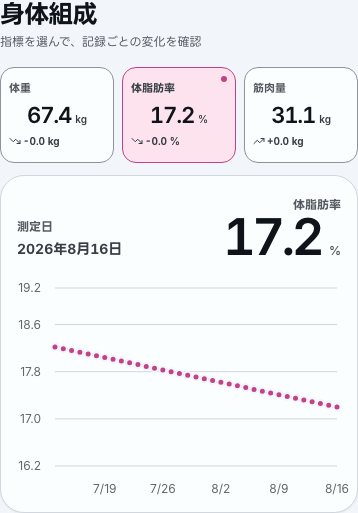 身体組成
指標を選んで、記録ごとの変化を確認
体重
67.4 kg
-0.0 kg
体脂肪率
17.2 %
-0.0 %
筋肉量
31.1 kg
+0.0 kg
測定日
2026年8月16日
体脂肪率
17.2 %
19.2
18.6
17.8
17.0
16.2
7/19 7/26 8/2 8/9 8/16